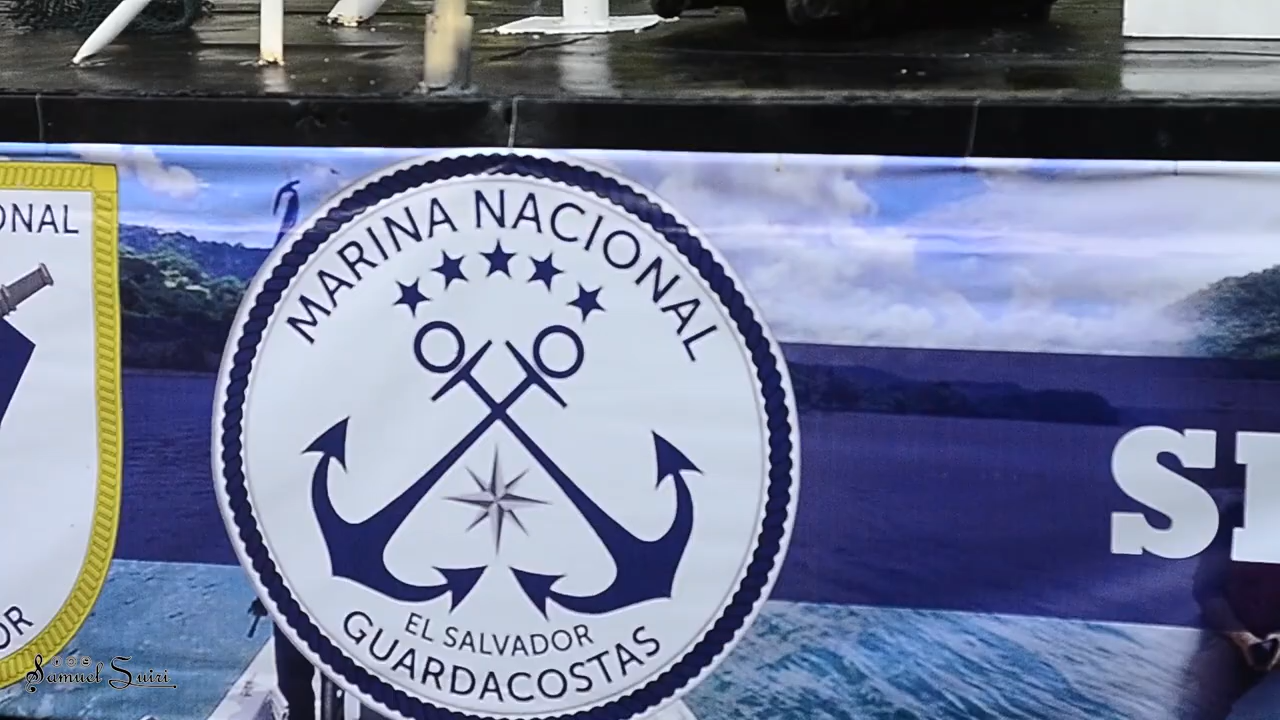 ONAL
MARINA NACIONAL
EL SALVADOR
GUARDACOSTAS
OR
S
Samuel Suiri